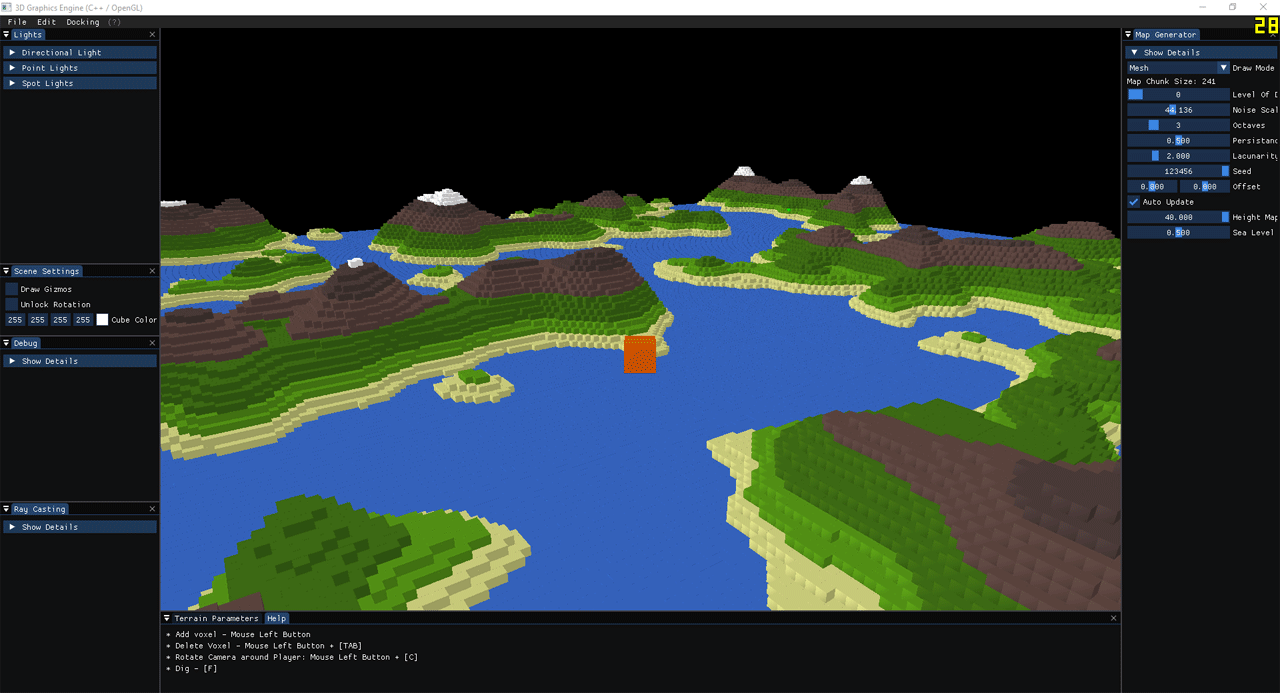 3D Graphics Engine (C++ / OpenGL)
File Edit Docking (?)
28
Lights
Directional Light
Point Lights
Spot Lights
Scene Settings
Draw Gizmos
Unlock Rotation
255 255 255 255 Cube Color
Debug
Show Details
Ray Casting
Show Details
Terrain Parameters Help
* Add voxel - Mouse Left Button
* Delete Voxel - Mouse Left Button + [TAB]
* Rotate Camera around Player: Mouse Left Button + [C]
* Dig - [F]
Map Generator
Show Details
Mesh Draw Mode
Map Chunk Size: 241
0 Level Of D
44.136 Noise Scal
3 Octaves
0.500 Persistanc
2.000 Lacunarity
123456 Seed
0.000 0.000 Offset
Auto Update
40.000 Height Map
0.500 Sea Level